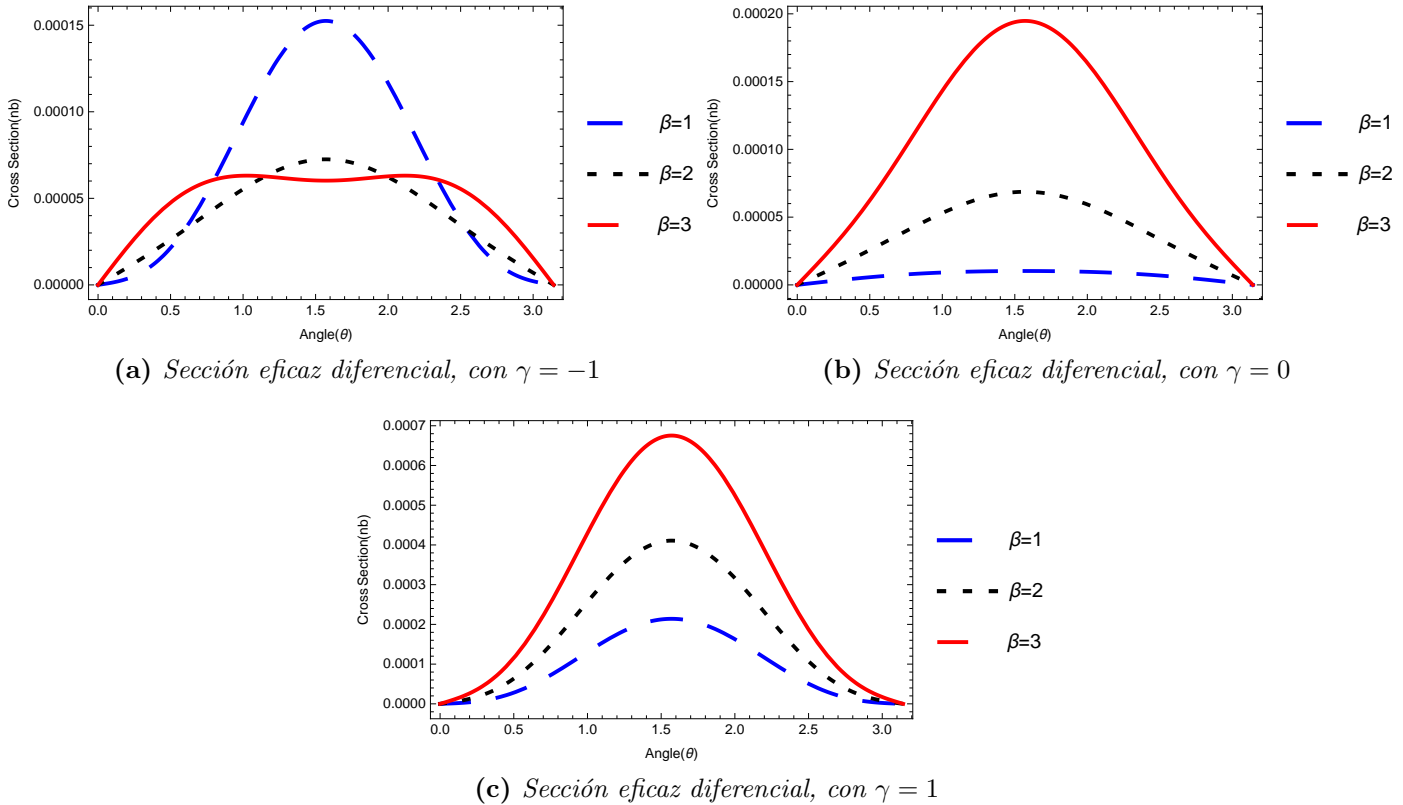 0.00015
0.00010
0.00005
0.00000
Cross Section(nb)
0.0 0.5 1.0 1.5 2.0 2.5 3.0
Angle(θ)
β=1
β=2
β=3
(a) Sección eficaz diferencial, con γ = −1
0.00020
0.00015
0.00010
0.00005
0.00000
Cross Section(nb)
0.0 0.5 1.0 1.5 2.0 2.5 3.0
Angle(θ)
β=1
β=2
β=3
(b) Sección eficaz diferencial, con γ = 0
0.0007
0.0006
0.0005
0.0004
0.0003
0.0002
0.0001
0.0000
Cross Section(nb)
0.0 0.5 1.0 1.5 2.0 2.5 3.0
Angle(θ)
β=1
β=2
β=3
(c) Sección eficaz diferencial, con γ = 1